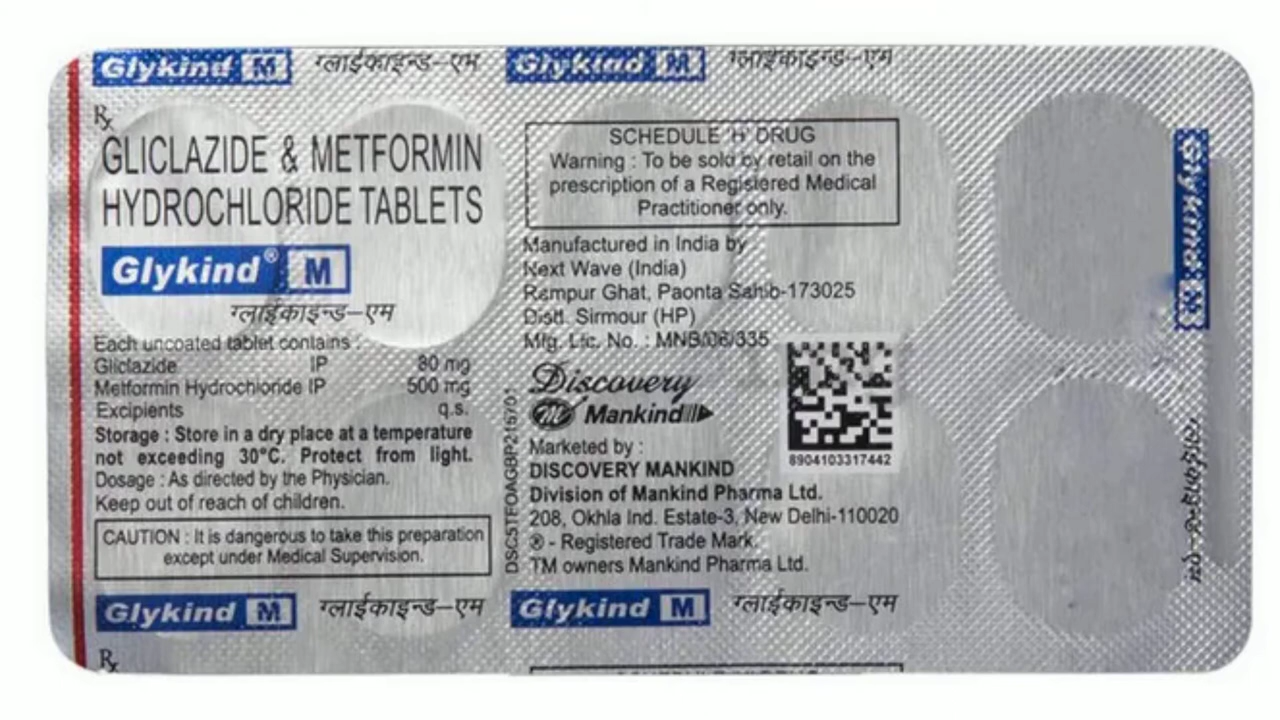 Glykind M ग्लाईकाइन्ड-एम Glykind M ग्लाईकाइन्ड-एम
Rx
GLICLAZIDE & METFORMIN
HYDROCHLORIDE TABLETS
Glykind® M
ग्लाईकाइन्ड-एम
Each uncoated tablet contains :
Gliclazide IP 80 mg
Metformin Hydrochloride IP 500 mg
Excipients q.s.
Storage : Store in a dry place at a temperature
not exceeding 30°C. Protect from light.
Dosage : As directed by the Physician.
Keep out of reach of children.
CAUTION : It is dangerous to take this preparation
except under Medical Supervision.
SCHEDULE 'H' DRUG
Warning : To be sold by retail on the
prescription of a Registered Medical
Practitioner only.
Manufactured in India by
Next Wave (India)
Rampur Ghat, Paonta Sahib-173025
Distt. Sirmour (HP)
Mfg. Lic. No. : MNB/06/335
Discovery
Mankind
8904103317442
Marketed by :
DISCOVERY MANKIND
Division of Mankind Pharma Ltd.
208, Okhla Ind. Estate-3, New Delhi-110020
® - Registered Trade Mark.
TM owners Mankind Pharma Ltd.
Glykind M ग्लाईकाइन्ड-एम Glykind M ग्लाईकाइन्ड-एम
Rx
Glykind M